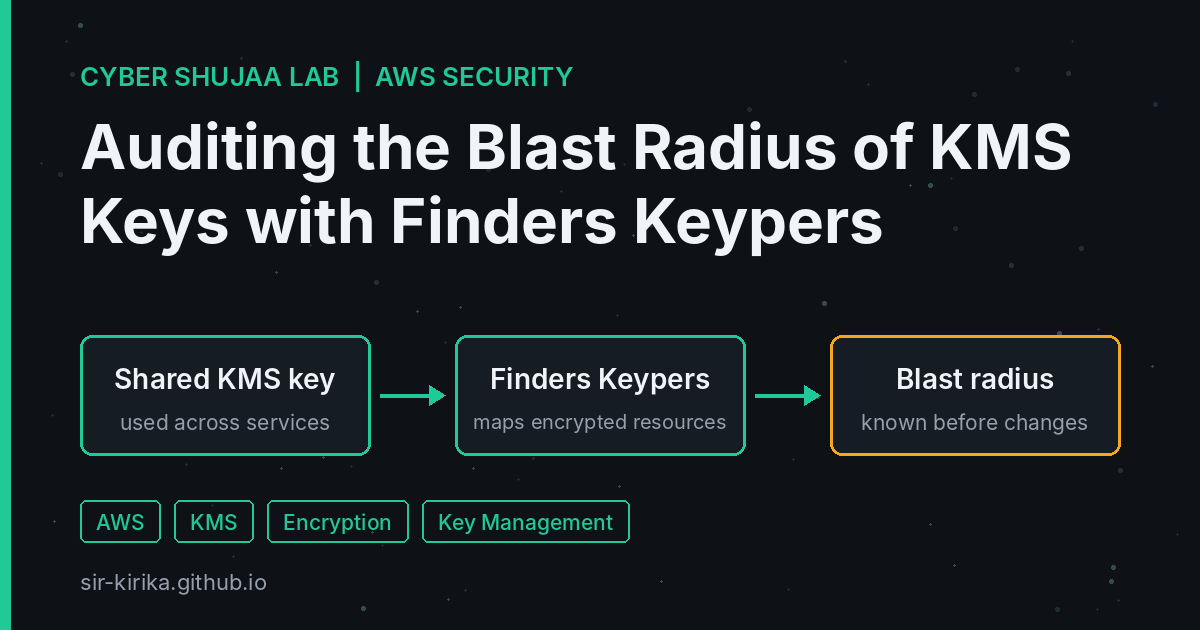 CYBER SHUJAA LAB | AWS SECURITY
Auditing the Blast Radius of KMS
Keys with Finders Keypers
Shared KMS key
used across services
Finders Keypers
maps encrypted resources
Blast radius
known before changes
AWS
KMS
Encryption
Key Management
sir-kirika.github.io